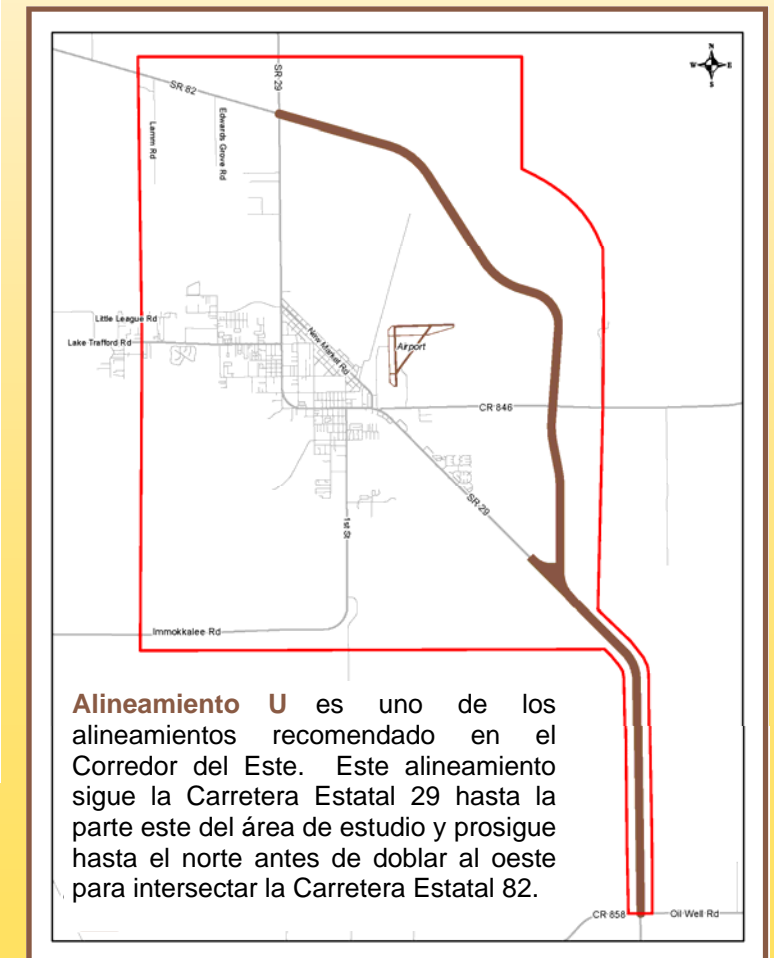 N
W E
S
SR 82
SR 29
Lamm Rd
Edwards Grove Rd
Little League Rd
Lake Trafford Rd
New Market Rd
Airport
CR 846
SR 29
1st St
Immokkalee Rd
Alineamiento U es uno de los
alineamientos recomendado en el
Corredor del Este. Este alineamiento
sigue la Carretera Estatal 29 hasta la
parte este del área de estudio y prosigue
hasta el norte antes de doblar al oeste
para intersectar la Carretera Estatal 82.
CR 858 Oil Well Rd